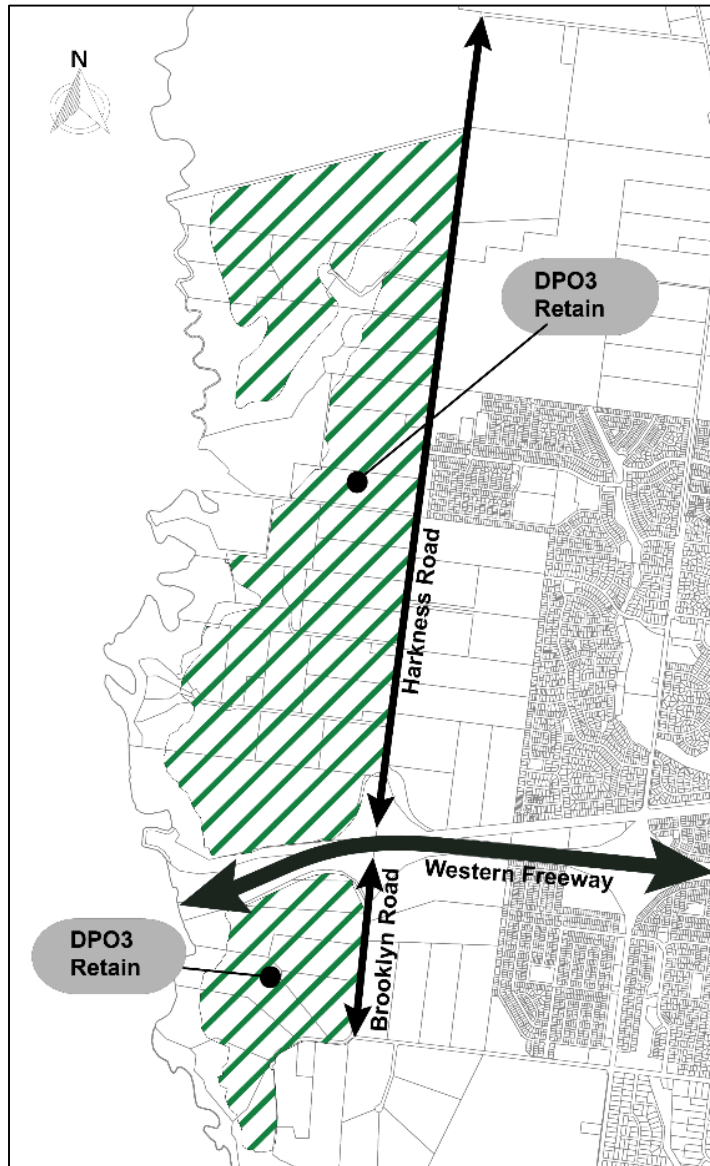 N
DPO3
Retain
Harkness Road
Western Freeway
Brooklyn Road
DPO3
Retain